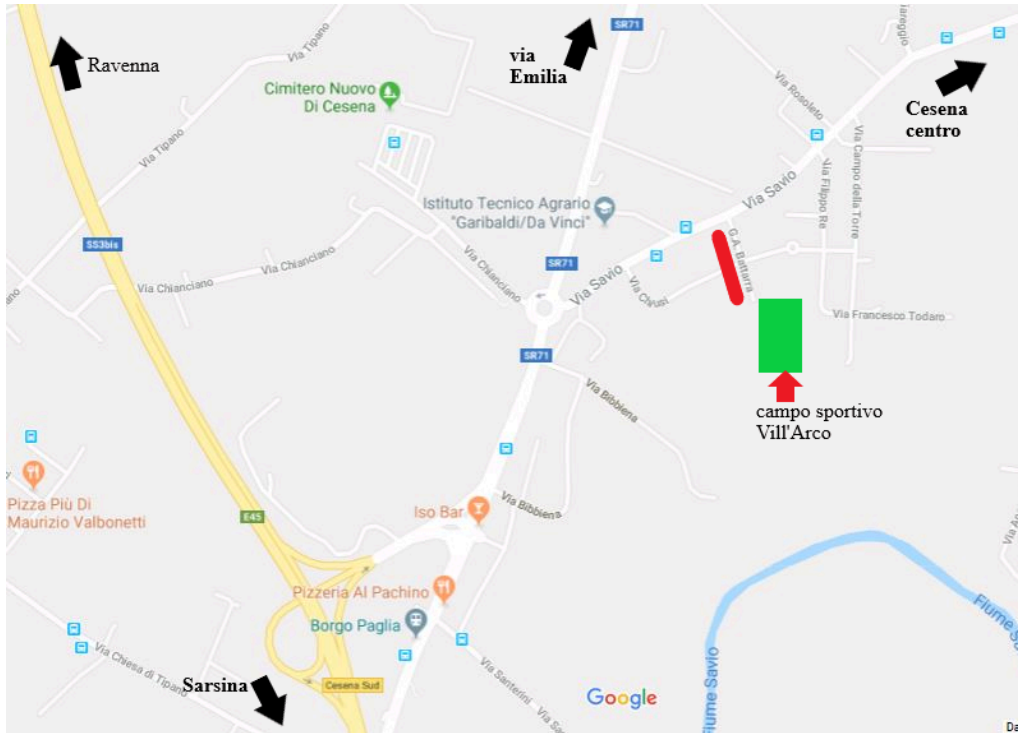 SR71
Via Tipano
Ravenna
via
Emilia
Cimitero Nuovo
Di Cesena
Via Rosoleto
Cesena
centro
Via Tipano
Via Savio
Via Filippo Re
Via Campo della Torre
Istituto Tecnico Agrario
"Garibaldi/Da Vinci"
SS3bis
Via Chianciano
Via Chianciano
Via Chianciano
SR71
Via Savio
G.A. Battarra
Via Chiusi
Via Francesco Todaro
SR71
Via Bibbiena
campo sportivo
Vill'Arco
Pizza Più Di
Maurizio Valbonetti
E45
Iso Bar
Via Bibbiena
Pizzeria Al Pachino
Borgo Paglia
Fiume Savio
Via Chiesa di Tipano
Sarsina
Cesena Sud
Via Santerini
Google
Fiume Savio